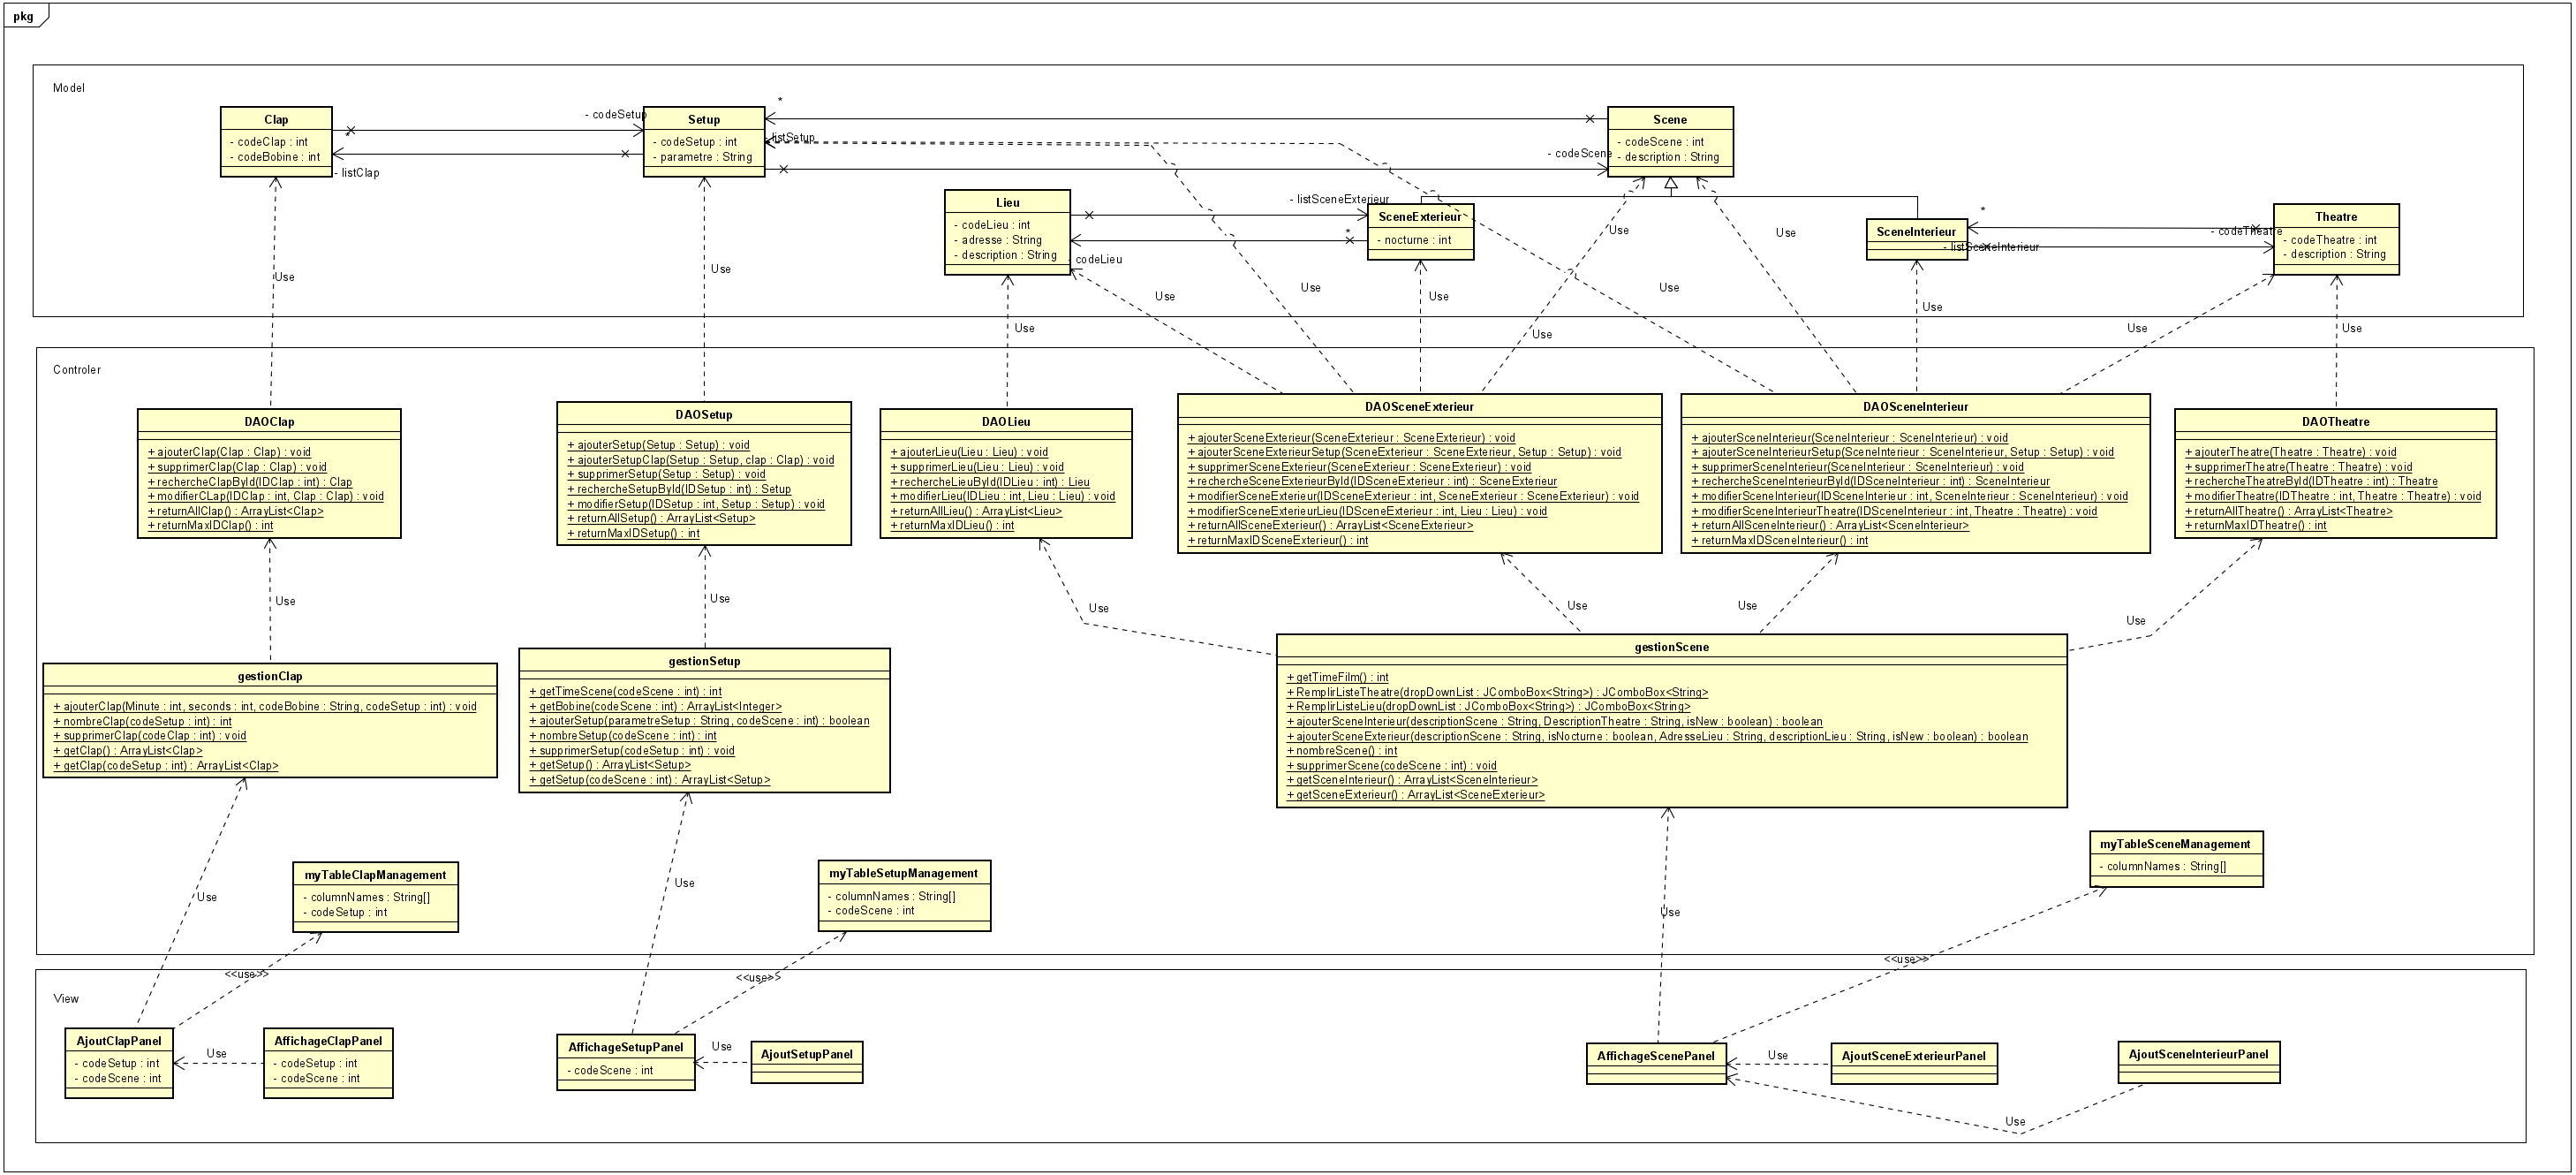 pkg
Model
Clap
- codeClap : int
- codeBobine : int
- codeSetup
*
- listClap
Setup
- codeSetup : int
- parametre : String
*
- listSetup
- codeScene
Scene
- codeScene : int
- description : String
Lieu
- codeLieu : int
- adresse : String
- description : String
- listSceneExterieur
*
- codeLieu
SceneExterieur
- nocturne : int
SceneInterieur
*
- listSceneInterieur
- codeTheatre
Theatre
- codeTheatre : int
- description : String
Use
Use
Use
Use
Use
Use
Use
Use
Use
Use
Use
Use
Use
Controler
DAOClap
+ ajouterClap(Clap : Clap) : void
+ supprimerClap(Clap : Clap) : void
+ rechercheClapById(IDClap : int) : Clap
+ modifierCLap(IDClap : int, Clap : Clap) : void
+ returnAllClap() : ArrayList<Clap>
+ returnMaxIDClap() : int
DAOSetup
+ ajouterSetup(Setup : Setup) : void
+ ajouterSetupClap(Setup : Setup, clap : Clap) : void
+ supprimerSetup(Setup : Setup) : void
+ rechercheSetupById(IDSetup : int) : Setup
+ modifierSetup(IDSetup : int, Setup : Setup) : void
+ returnAllSetup() : ArrayList<Setup>
+ returnMaxIDSetup() : int
DAOLieu
+ ajouterLieu(Lieu : Lieu) : void
+ supprimerLieu(Lieu : Lieu) : void
+ rechercheLieuById(IDLieu : int) : Lieu
+ modifierLieu(IDLieu : int, Lieu : Lieu) : void
+ returnAllLieu() : ArrayList<Lieu>
+ returnMaxIDLieu() : int
DAOSceneExterieur
+ ajouterSceneExterieur(SceneExterieur : SceneExterieur) : void
+ ajouterSceneExterieurSetup(SceneExterieur : SceneExterieur, Setup : Setup) : void
+ supprimerSceneExterieur(SceneExterieur : SceneExterieur) : void
+ rechercheSceneExterieurById(IDSceneExterieur : int) : SceneExterieur
+ modifierSceneExterieur(IDSceneExterieur : int, SceneExterieur : SceneExterieur) : void
+ modifierSceneExterieurLieu(IDSceneExterieur : int, Lieu : Lieu) : void
+ returnAllSceneExterieur() : ArrayList<SceneExterieur>
+ returnMaxIDSceneExterieur() : int
DAOSceneInterieur
+ ajouterSceneInterieur(SceneInterieur : SceneInterieur) : void
+ ajouterSceneInterieurSetup(SceneInterieur : SceneInterieur, Setup : Setup) : void
+ supprimerSceneInterieur(SceneInterieur : SceneInterieur) : void
+ rechercheSceneInterieurById(IDSceneInterieur : int) : SceneInterieur
+ modifierSceneInterieur(IDSceneInterieur : int, SceneInterieur : SceneInterieur) : void
+ modifierSceneInterieurTheatre(IDSceneInterieur : int, Theatre : Theatre) : void
+ returnAllSceneInterieur() : ArrayList<SceneInterieur>
+ returnMaxIDSceneInterieur() : int
DAOTheatre
+ ajouterTheatre(Theatre : Theatre) : void
+ supprimerTheatre(Theatre : Theatre) : void
+ rechercheTheatreById(IDTheatre : int) : Theatre
+ modifierTheatre(IDTheatre : int, Theatre : Theatre) : void
+ returnAllTheatre() : ArrayList<Theatre>
+ returnMaxIDTheatre() : int
Use
Use
Use
Use
Use
Use
gestionClap
+ ajouterClap(Minute : int, seconds : int, codeBobine : String, codeSetup : int) : void
+ nombreClap(codeSetup : int) : int
+ supprimerClap(codeClap : int) : void
+ getClap() : ArrayList<Clap>
+ getClap(codeSetup : int) : ArrayList<Clap>
gestionSetup
+ getTimeScene(codeScene : int) : int
+ getBobine(codeScene : int) : ArrayList<Integer>
+ ajouterSetup(parametreSetup : String, codeScene : int) : boolean
+ nombreSetup(codeScene : int) : int
+ supprimerSetup(codeSetup : int) : void
+ getSetup() : ArrayList<Setup>
+ getSetup(codeScene : int) : ArrayList<Setup>
gestionScene
+ getTimeFilm() : int
+ RemplirListeTheatre(dropDownList : JComboBox<String>) : JComboBox<String>
+ RemplirListeLieu(dropDownList : JComboBox<String>) : JComboBox<String>
+ ajouterSceneInterieur(descriptionScene : String, DescriptionTheatre : String, isNew : boolean) : boolean
+ ajouterSceneExterieur(descriptionScene : String, isNocturne : boolean, AdresseLieu : String, descriptionLieu : String, isNew : boolean) : boolean
+ nombreScene() : int
+ supprimerScene(codeScene : int) : void
+ getSceneInterieur() : ArrayList<SceneInterieur>
+ getSceneExterieur() : ArrayList<SceneExterieur>
myTableClapManagement
- columnNames : String[]
- codeSetup : int
myTableSetupManagement
- columnNames : String[]
- codeScene : int
myTableSceneManagement
- columnNames : String[]
Use
Use
Use
<<use>>
<<use>>
<<use>>
View
AjoutClapPanel
- codeSetup : int
- codeScene : int
Use
AffichageClapPanel
- codeSetup : int
- codeScene : int
AffichageSetupPanel
- codeScene : int
Use
AjoutSetupPanel
AffichageScenePanel
Use
AjoutSceneExterieurPanel
AjoutSceneInterieurPanel
Use